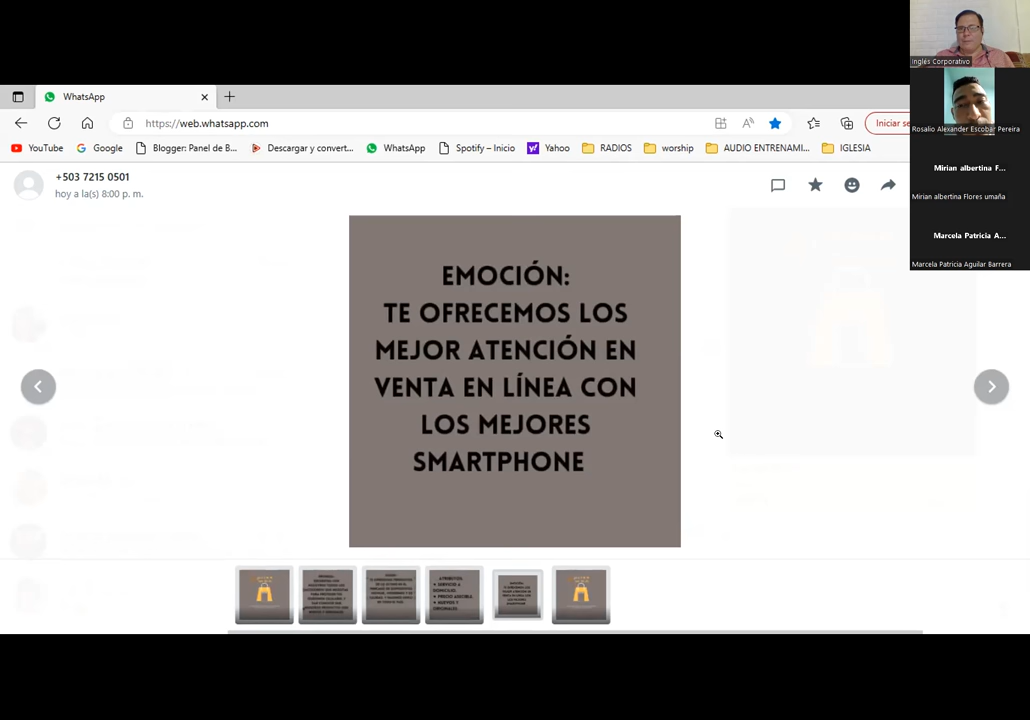 WhatsApp
https://web.whatsapp.com
Iniciar se
YouTube
Google
Blogger: Panel de B...
Descargar y convert...
WhatsApp
Spotify – Inicio
Yahoo
RADIOS
worship
AUDIO ENTRENAMI...
IGLESIA
+503 7215 0501
hoy a la(s) 8:00 p. m.
EMOCIÓN:
TE OFRECEMOS LOS
MEJOR ATENCIÓN EN
VENTA EN LÍNEA CON
LOS MEJORES
SMARTPHONE
ATRIBUTOS:
Inglés Corporativo
Rosalio Alexander Escobar Pereira
Mirian albertina F...
Mirian albertina Flores umaña
Marcela Patricia A...
Marcela Patricia Aguilar Barrera